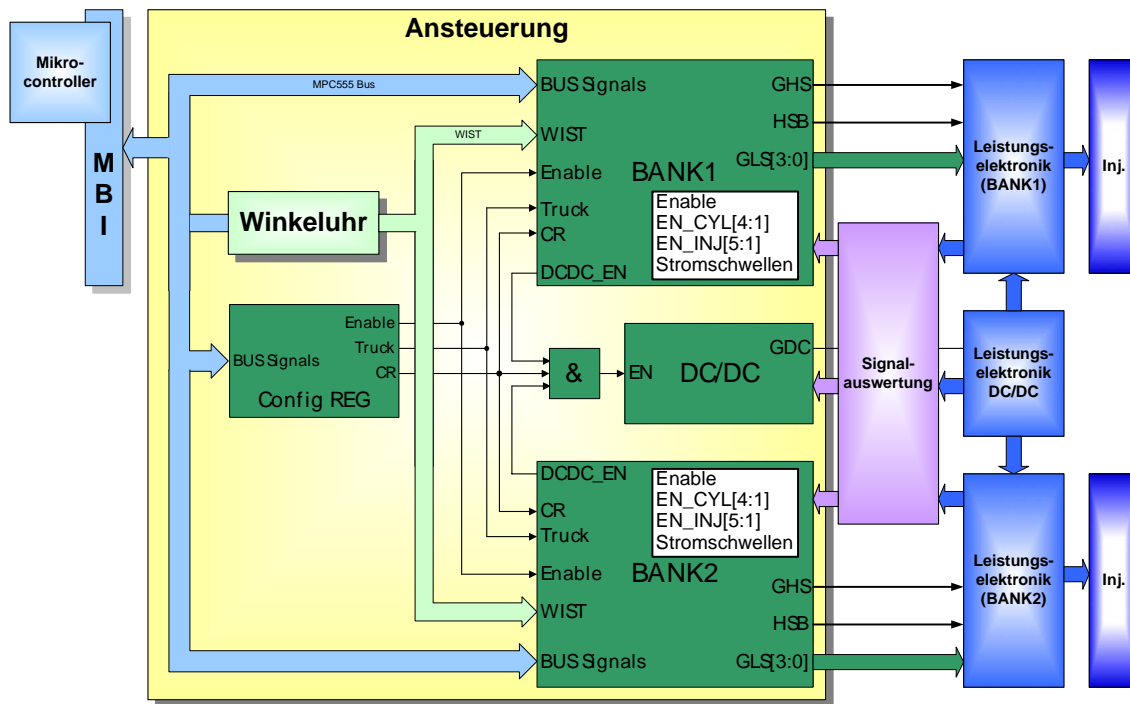 Ansteuerung
Mikro-
controller
M
B
I
MPC555 Bus
WIST
Winkeluhr
BUS Signals
WIST
Enable
Truck
CR
DCDC_EN
BANK1
GHS
HSB
GLS[3:0]
Enable
EN_CYL[4:1]
EN_INJ[5:1]
Stromschwellen
Leistungs-
elektronik
(BANK1)
Inj.
BUS Signals
Enable
Truck
CR
Config REG
&
EN
DC/DC
GDC
Signal-
auswertung
Leistungs-
elektronik
DC/DC
DCDC_EN
CR
Truck
Enable
WIST
BUS Signals
BANK2
Enable
EN_CYL[4:1]
EN_INJ[5:1]
Stromschwellen
GHS
HSB
GLS[3:0]
Leistungs-
elektronik
(BANK2)
Inj.